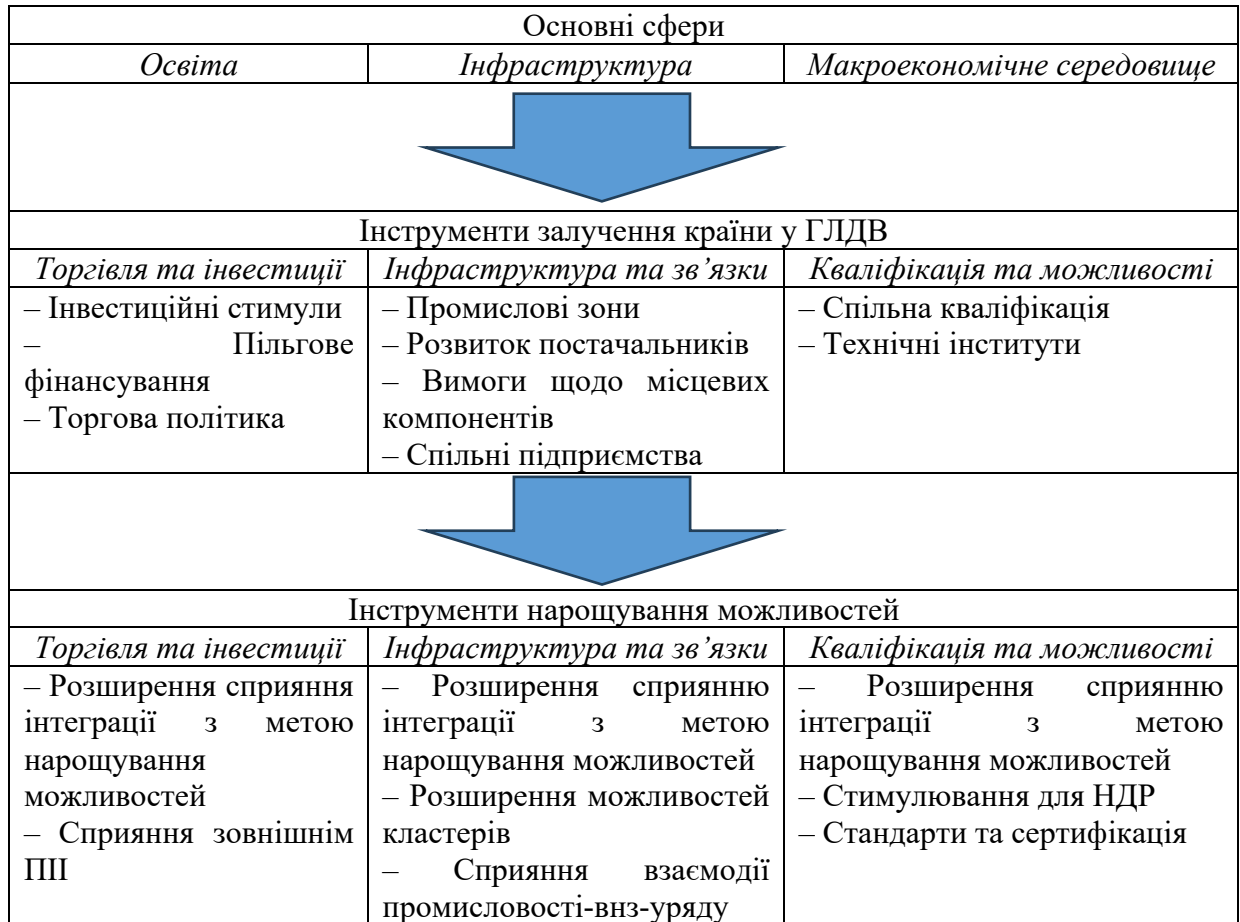 Основні сфери
Освіта
Інфраструктура
Макроекономічне середовище
Інструменти залучення країни у ГЛДВ
Торгівля та інвестиції
Інфраструктура та зв’язки
Кваліфікація та можливості
– Інвестиційні стимули
– Пільгове
фінансування
– Торгова політика
– Промислові зони
– Розвиток постачальників
– Вимоги щодо місцевих
компонентів
– Спільні підприємства
– Спільна кваліфікація
– Технічні інститути
Інструменти нарощування можливостей
Торгівля та інвестиції
Інфраструктура та зв’язки
Кваліфікація та можливості
– Розширення сприяння
інтеграції з метою
нарощування
можливостей
– Сприяння зовнішнім
ПІІ
– Розширення сприянню
інтеграції з метою
нарощування можливостей
– Розширення можливостей
кластерів
– Сприяння взаємодії
промисловості-внз-уряду
– Розширення сприянню
інтеграції з метою
нарощування можливостей
– Стимулювання для НДР
– Стандарти та сертифікація